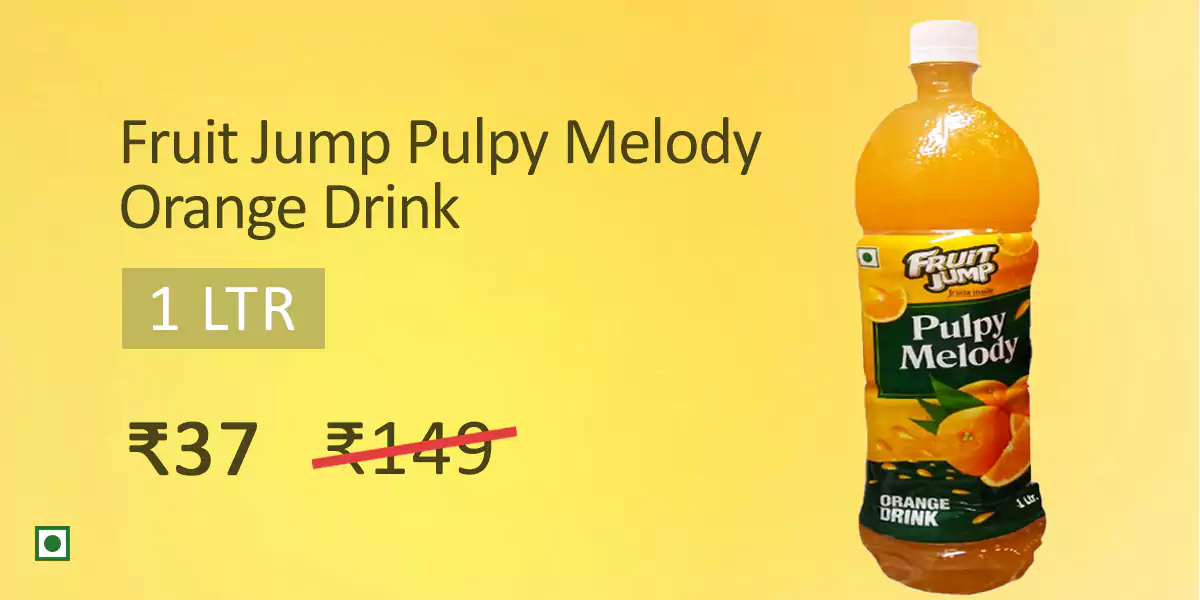 Fruit Jump Pulpy Melody
Orange Drink
1 LTR
₹37 ₹149
FRUIT
JUMP
Pulpy
Melody
ORANGE
DRINK
1 Ltr.